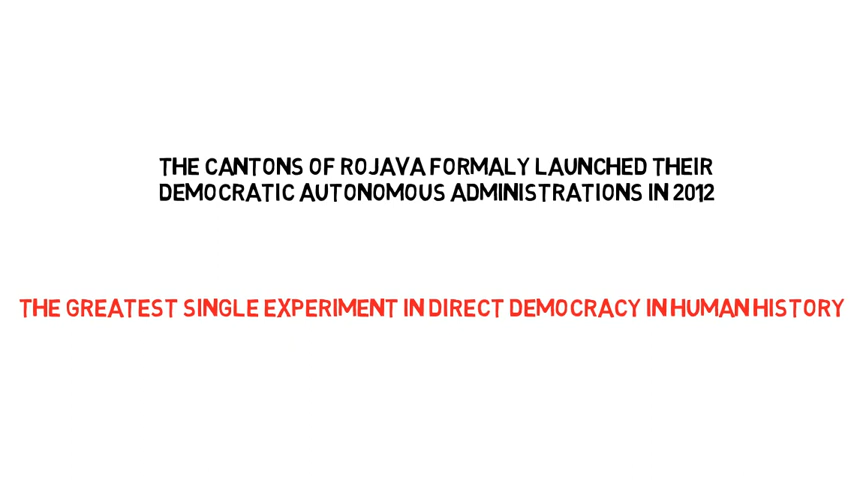 THE CANTONS OF ROJAVA FORMALY LAUNCHED THEIR
DEMOCRATIC AUTONOMOUS ADMINISTRATIONS IN 2012
THE GREATEST SINGLE EXPERIMENT IN DIRECT DEMOCRACY IN HUMAN HISTORY